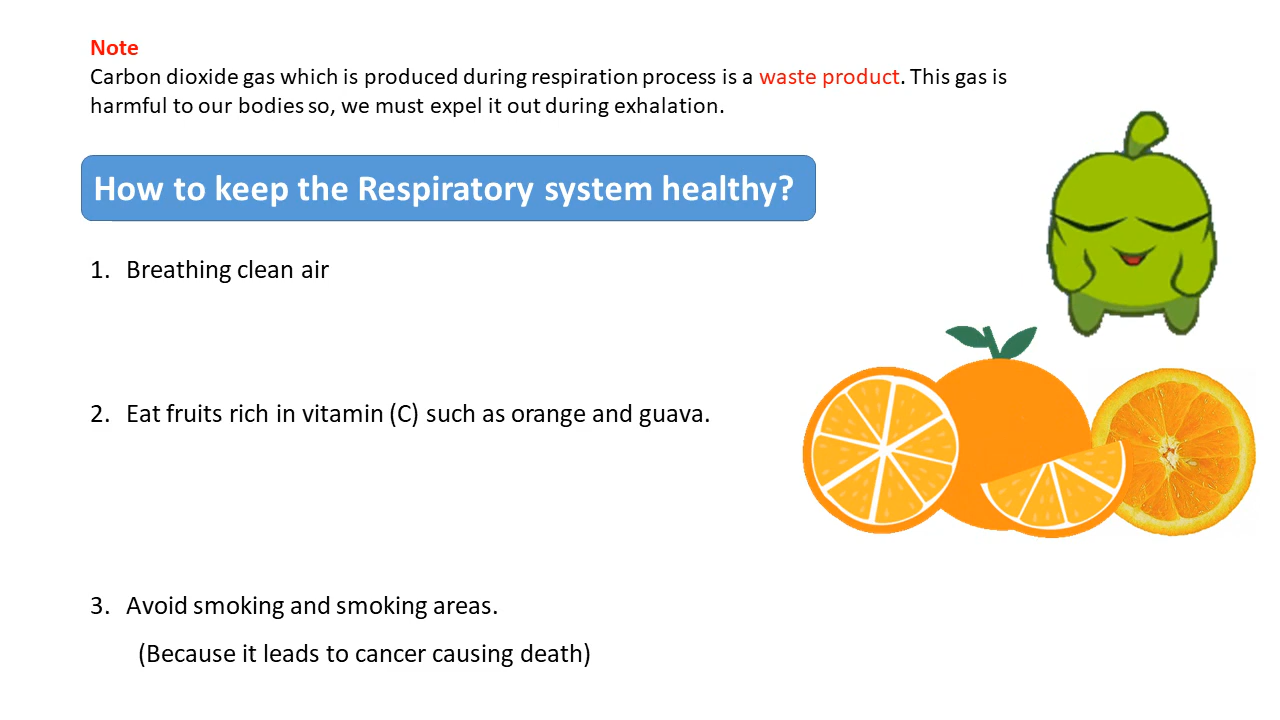 Note
Carbon dioxide gas which is produced during respiration process is a waste product. This gas is
harmful to our bodies so, we must expel it out during exhalation.
How to keep the Respiratory system healthy?
1. Breathing clean air
2. Eat fruits rich in vitamin (C) such as orange and guava.
3. Avoid smoking and smoking areas.
(Because it leads to cancer causing death)